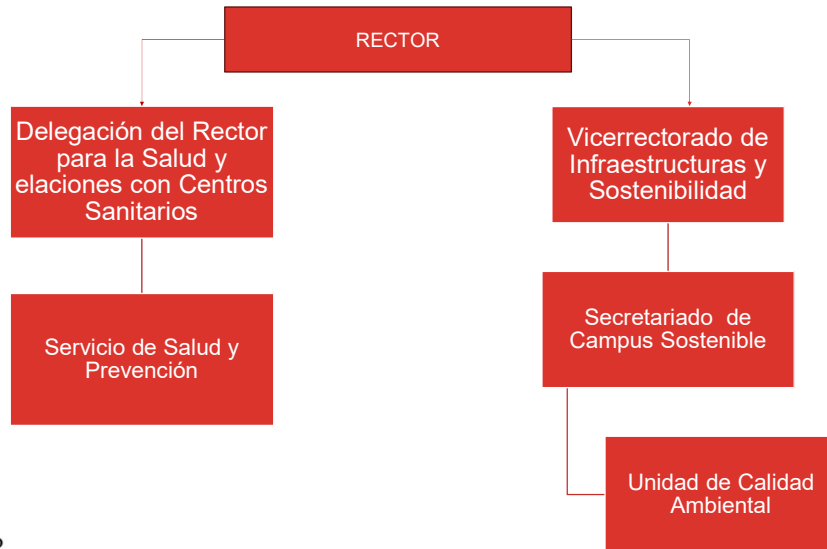 RECTOR
Delegación del Rector
para la Salud y
elaciones con Centros
Sanitarios
Vicerrectorado de
Infraestructuras y
Sostenibilidad
Servicio de Salud y
Prevención
Secretariado de
Campus Sostenible
Unidad de Calidad
Ambiental